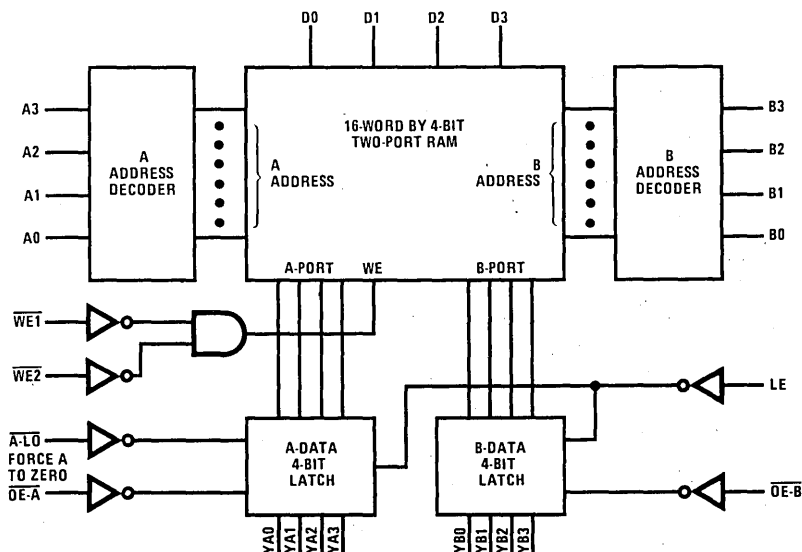 D0 D1 D2 D3
A3
A2
A1
A0
A
ADDRESS
DECODER
16-WORD BY 4-BIT
TWO-PORT RAM
A
ADDRESS
B
ADDRESS
A-PORT WE B-PORT
B
ADDRESS
DECODER
B3
B2
B1
B0
WE1
WE2
LE
A-LO
FORCE A
TO ZERO
OE-A
A-DATA
4-BIT
LATCH
B-DATA
4-BIT
LATCH
OE-B
YA0
YA1
YA2
YA3
YB0
YB1
YB2
YB3